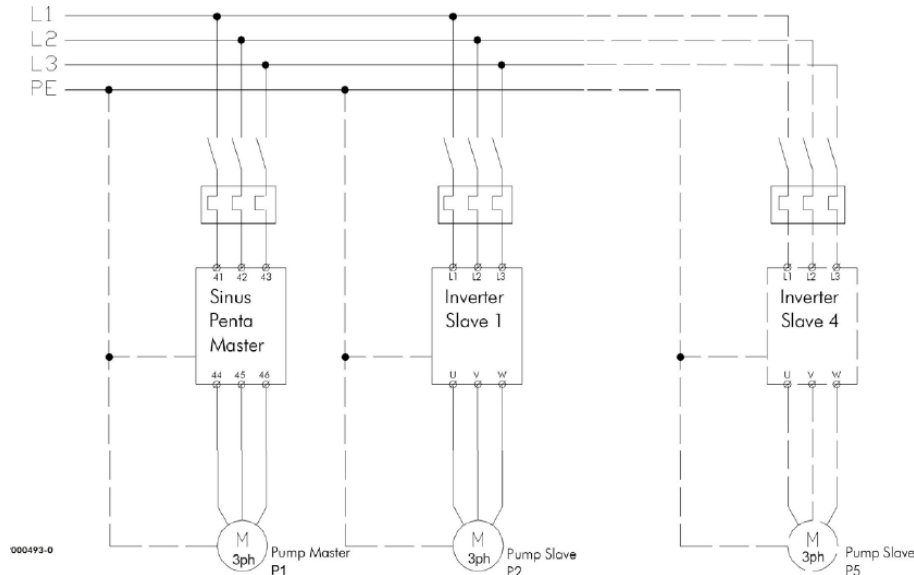 L1
L2
L3
PE
41 42 43
Sinus
Penta
Master
44 45 46
M
3ph
Pump Master
P1
L1 L2 L3
Inverter
Slave 1
U V W
M
3ph
Pump Slave
P2
L1 L2 L3
Inverter
Slave 4
U V W
M
3ph
Pump Slave
P5
000493-0